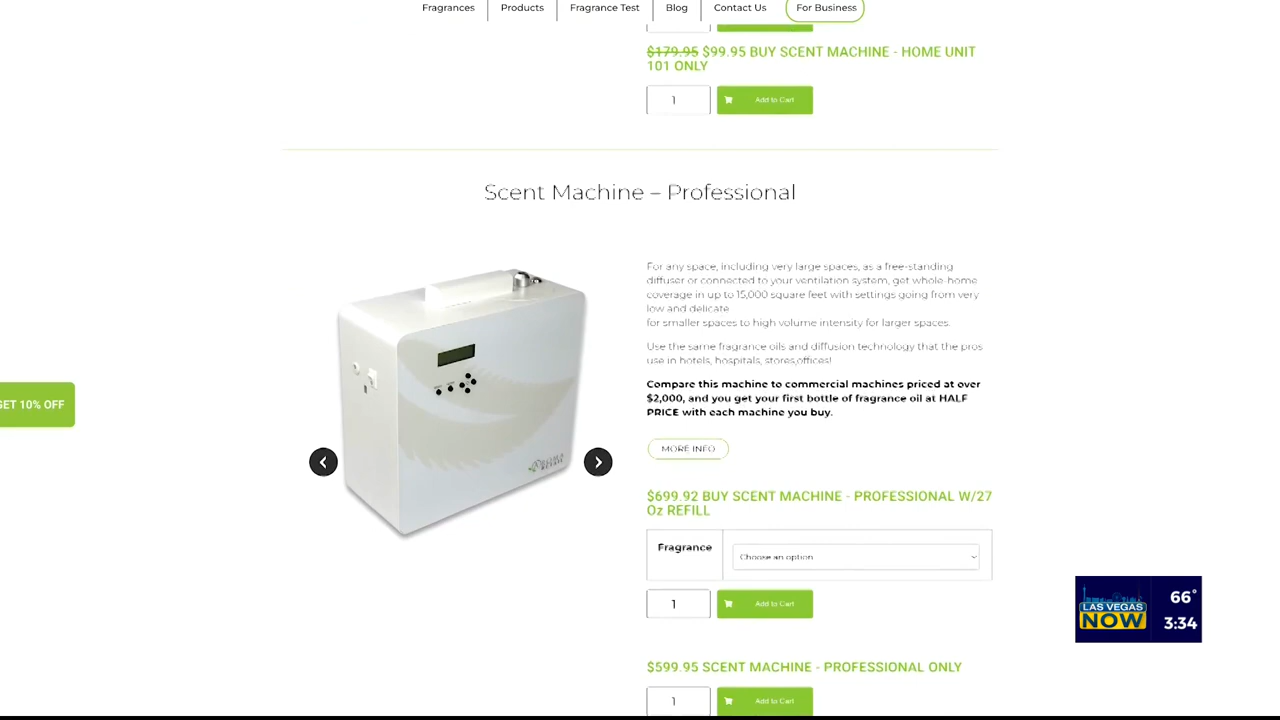 Fragrances
Products
Fragrance Test
Blog
Contact Us
For Business
$179.95 $99.95 BUY SCENT MACHINE - HOME UNIT
101 ONLY
1
Add to Cart
Scent Machine – Professional
For any space, including very large spaces, as a free-standing
diffuser or connected to your ventilation system, get whole-home
coverage in up to 15,000 square feet with settings going from very
low and delicate
for smaller spaces to high volume intensity for larger spaces.
Use the same fragrance oils and diffusion technology that the pros
use in hotels, hospitals, stores,offices!
Compare this machine to commercial machines priced at over
$2,000, and you get your first bottle of fragrance oil at HALF
PRICE with each machine you buy.
GET 10% OFF
MORE INFO
$699.92 BUY SCENT MACHINE - PROFESSIONAL W/27
Oz REFILL
Fragrance
Choose an option
1
Add to Cart
$599.95 SCENT MACHINE - PROFESSIONAL ONLY
1
Add to Cart
LAS VEGAS
NOW
66°
3:34